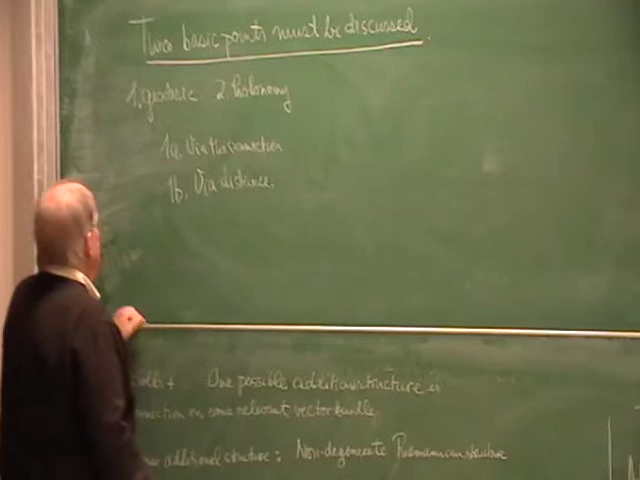 Two basic points must be discussed.
1. geodesic 2. holonomy
1a. Via the connection
1b. Via distance.
One possible additional structure is
connection on some relevant vector bundle
additional structure : Non-degenerate Riemannian structure